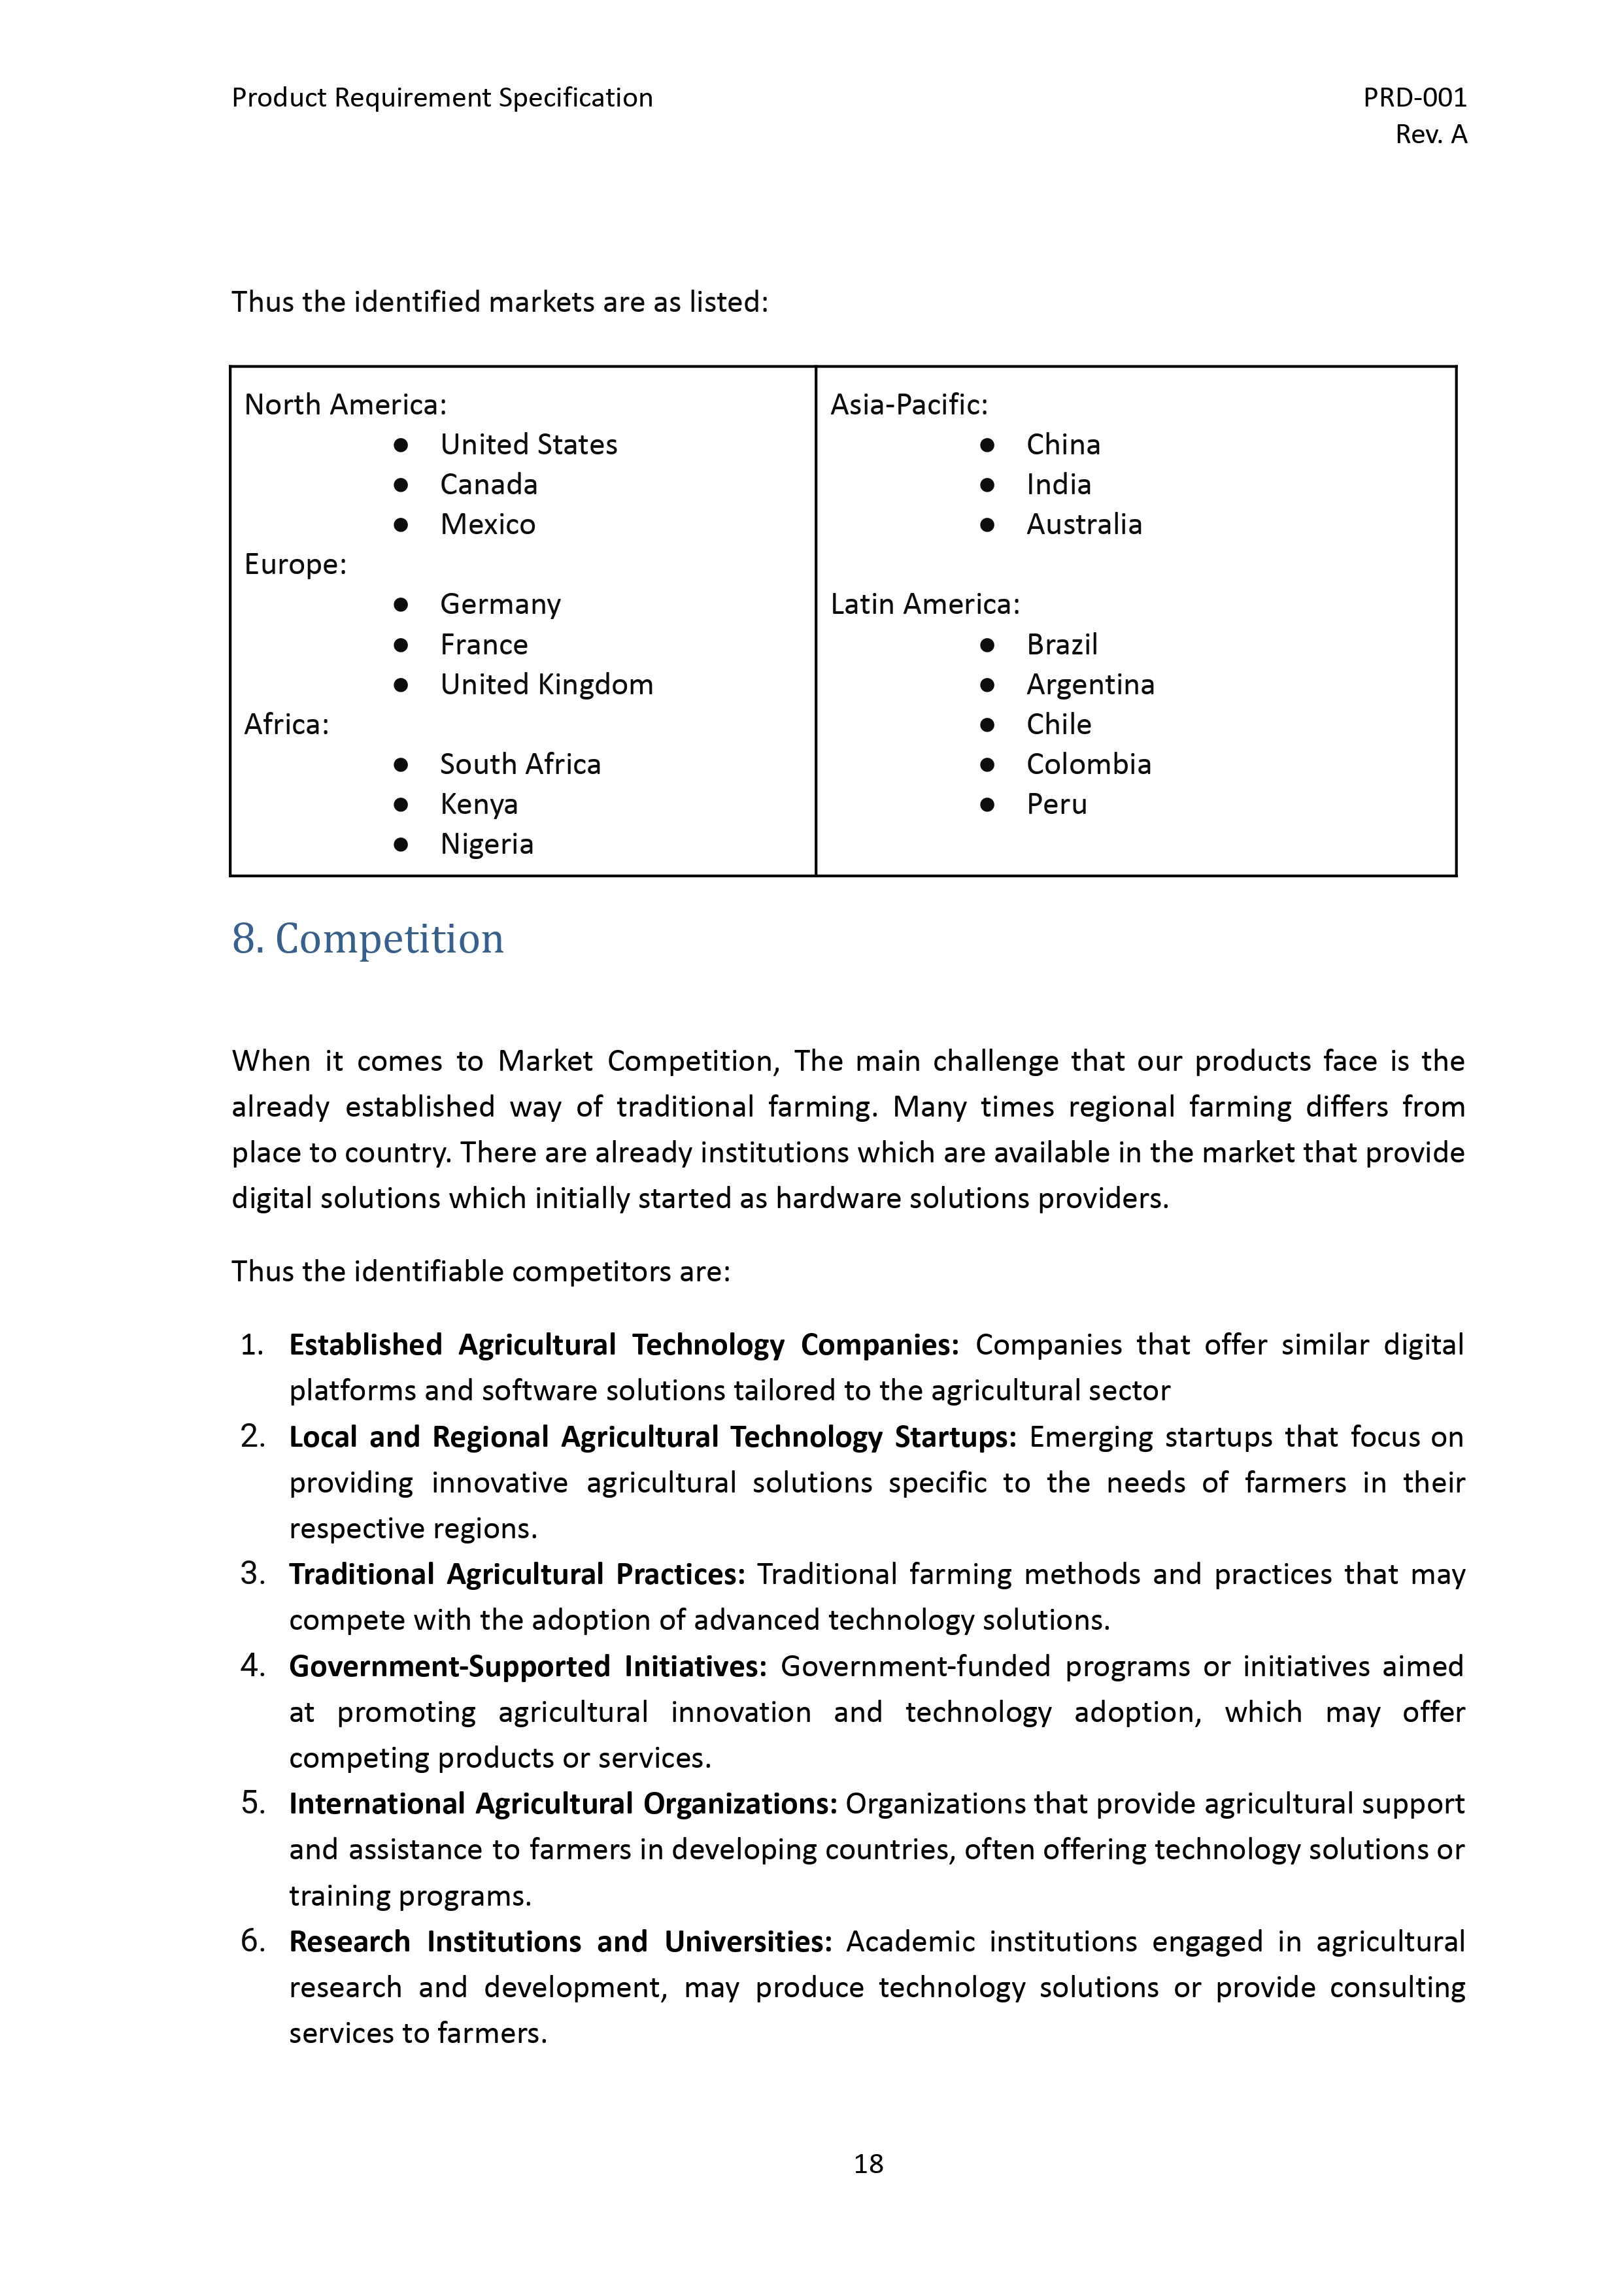 Product Requirement Specification
PRD-001
Rev. A
Thus the identified markets are as listed:
North America:
● United States
● Canada
● Mexico
Europe:
● Germany
● France
● United Kingdom
Africa:
● South Africa
● Kenya
● Nigeria
Asia-Pacific:
● China
● India
● Australia
Latin America:
● Brazil
● Argentina
● Chile
● Colombia
● Peru
8. Competition
When it comes to Market Competition, The main challenge that our products face is the
already established way of traditional farming. Many times regional farming differs from
place to country. There are already institutions which are available in the market that provide
digital solutions which initially started as hardware solutions providers.
Thus the identifiable competitors are:
1. Established Agricultural Technology Companies: Companies that offer similar digital
platforms and software solutions tailored to the agricultural sector
2. Local and Regional Agricultural Technology Startups: Emerging startups that focus on
providing innovative agricultural solutions specific to the needs of farmers in their
respective regions.
3. Traditional Agricultural Practices: Traditional farming methods and practices that may
compete with the adoption of advanced technology solutions.
4. Government-Supported Initiatives: Government-funded programs or initiatives aimed
at promoting agricultural innovation and technology adoption, which may offer
competing products or services.
5. International Agricultural Organizations: Organizations that provide agricultural support
and assistance to farmers in developing countries, often offering technology solutions or
training programs.
6. Research Institutions and Universities: Academic institutions engaged in agricultural
research and development, may produce technology solutions or provide consulting
services to farmers.
18